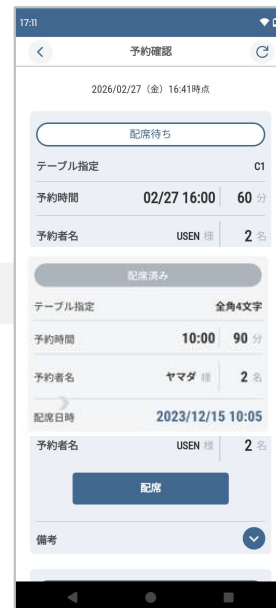 17:11
予約確認
2026/02/27（金）16:41時点
配席待ち
テーブル指定 C1
予約時間 02/27 16:00 60 分
予約者名 USEN 様 2 名
配席済み
テーブル指定 全角4文字
予約時間 10:00 90 分
予約者名 ヤマダ 様 2 名
配席日時 2023/12/15 10:05
予約者名 USEN 様 2 名
配席
備考